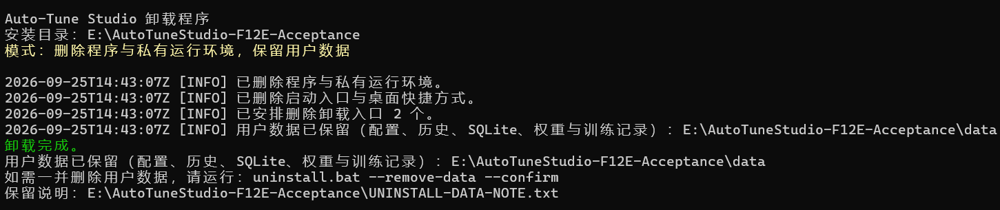 Auto-Tune Studio 卸载程序
安装目录：E:\AutoTuneStudio-F12E-Acceptance
模式：删除程序与私有运行环境，保留用户数据
2026-09-25T14:43:07Z [INFO] 已删除程序与私有运行环境。
2026-09-25T14:43:07Z [INFO] 已删除启动入口与桌面快捷方式。
2026-09-25T14:43:07Z [INFO] 已安排删除卸载入口 2 个。
2026-09-25T14:43:07Z [INFO] 用户数据已保留（配置、历史、SQLite、权重与训练记录）：E:\AutoTuneStudio-F12E-Acceptance\data
卸载完成。
用户数据已保留（配置、历史、SQLite、权重与训练记录）：E:\AutoTuneStudio-F12E-Acceptance\data
如需一并删除用户数据，请运行：uninstall.bat --remove-data --confirm
保留说明：E:\AutoTuneStudio-F12E-Acceptance\UNINSTALL-DATA-NOTE.txt